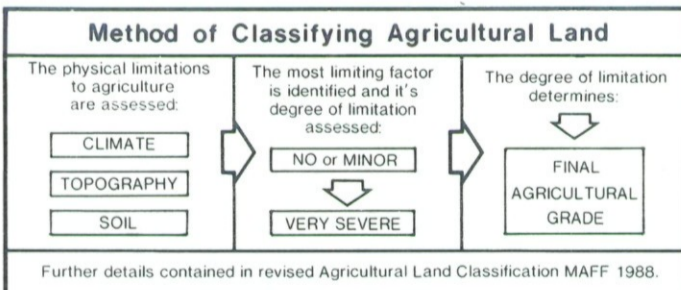 Method of Classifying Agricultural Land
The physical limitations
to agriculture
are assessed:
CLIMATE
TOPOGRAPHY
SOIL
The most limiting factor
is identified and it's
degree of limitation
assessed:
NO or MINOR
VERY SEVERE
The degree of limitation
determines:
FINAL
AGRICULTURAL
GRADE
Further details contained in revised Agricultural Land Classification MAFF 1988.